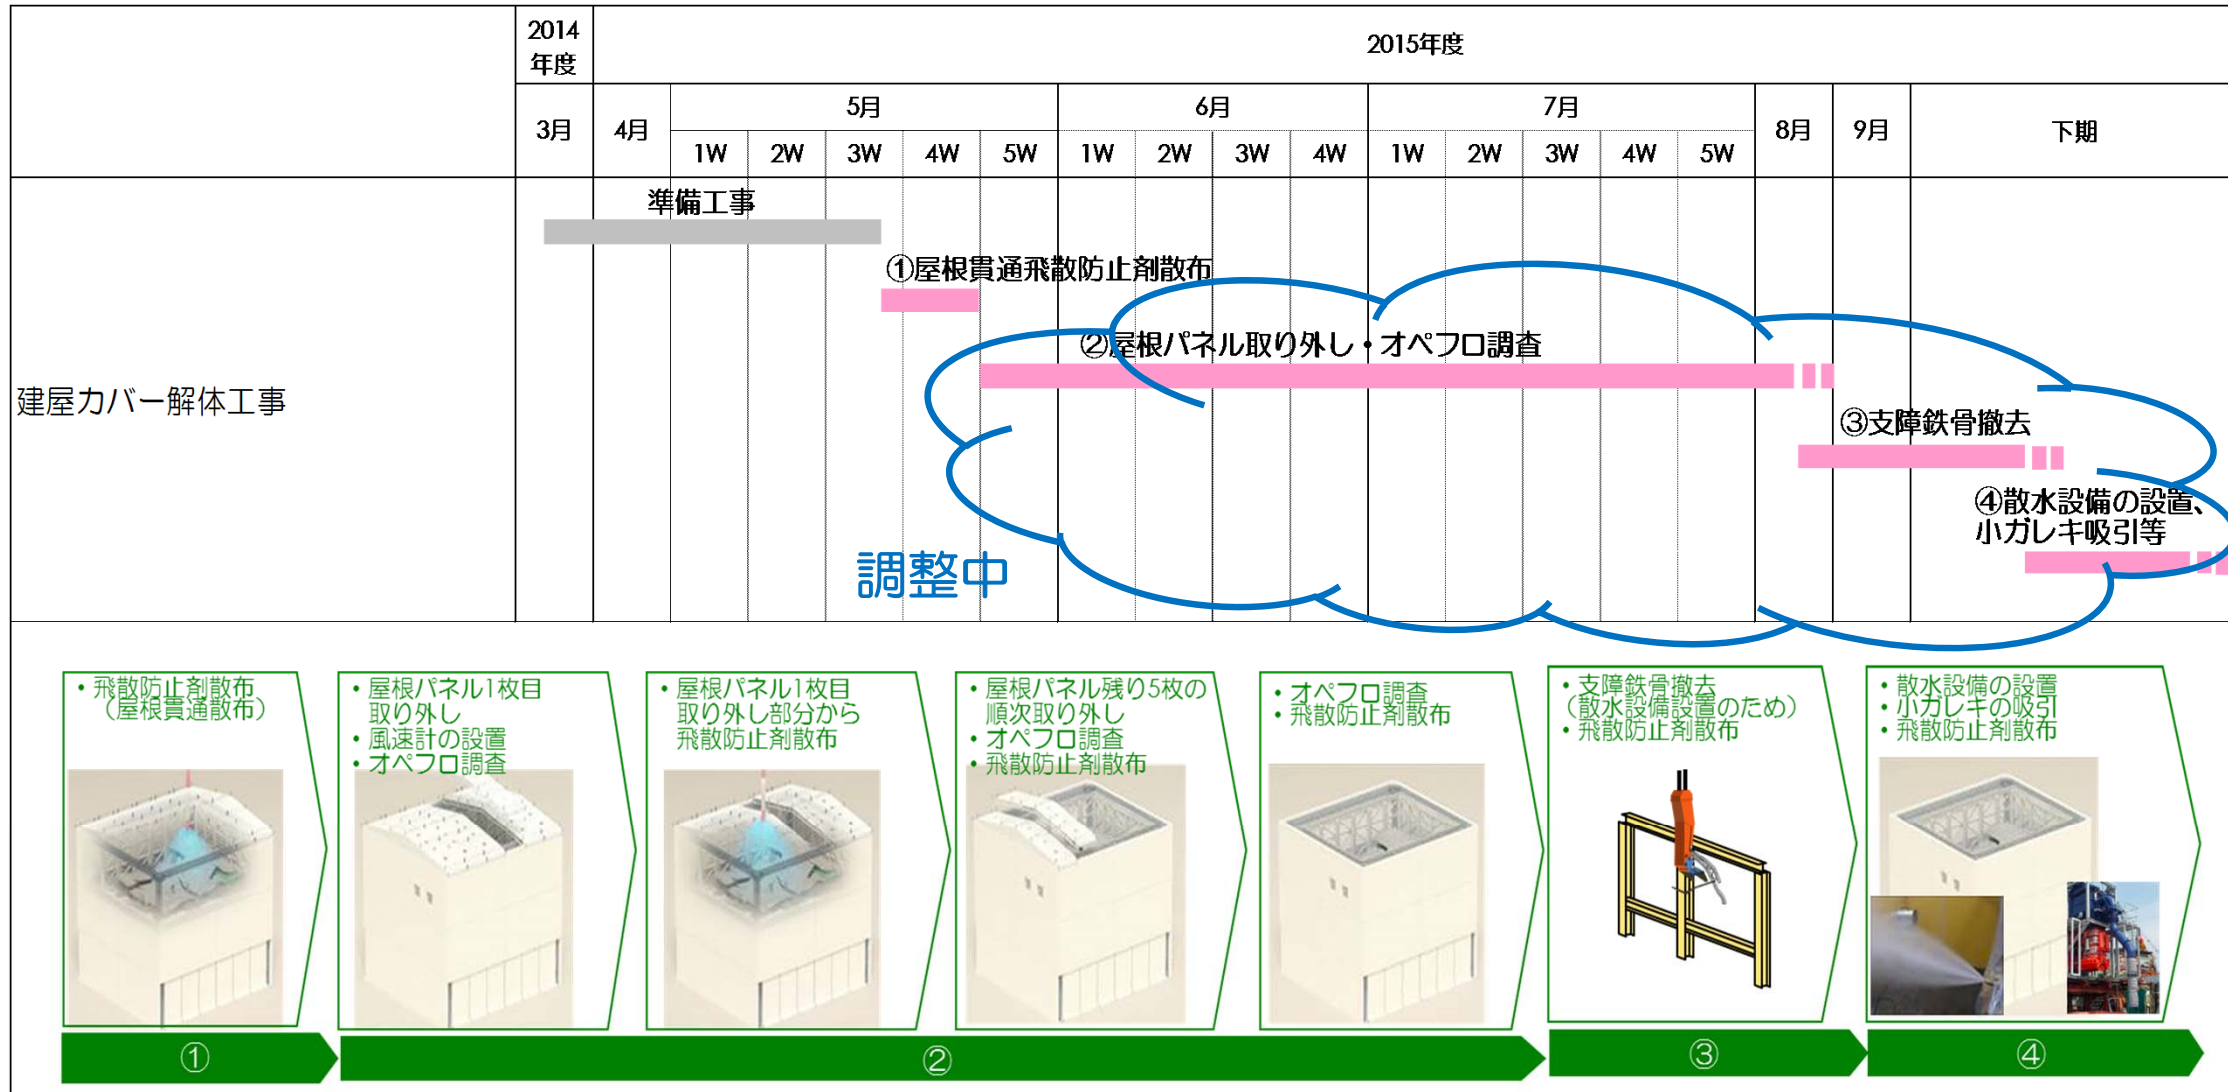 2014
年度
2015年度
3月
4月
5月
6月
7月
8月
9月
下期
1W 2W 3W 4W 5W 1W 2W 3W 4W 1W 2W 3W 4W 5W
準備工事
①屋根貫通飛散防止剤散布
②屋根パネル取り外し・オペフロ調査
建屋カバー解体工事
③支障鉄骨撤去
④散水設備の設置、
小ガレキ吸引等
調整中
・飛散防止剤散布
（屋根貫通散布）
・屋根パネル1枚目
取り外し
・風速計の設置
・オペフロ調査
・屋根パネル1枚目
取り外し部分から
飛散防止剤散布
・屋根パネル残り5枚の
順次取り外し
・オペフロ調査
・飛散防止剤散布
・オペフロ調査
・飛散防止剤散布
・支障鉄骨撤去
（散水設備設置のため）
・飛散防止剤散布
・散水設備の設置
・小ガレキの吸引
・飛散防止剤散布
①
②
③
④